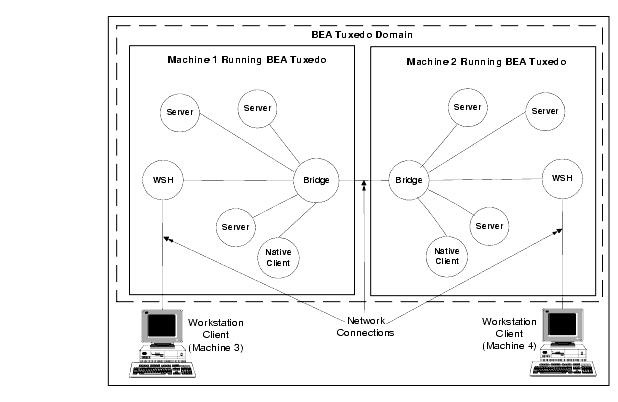 BEA Tuxedo Domain
Machine 1 Running BEA Tuxedo
Machine 2 Running BEA Tuxedo
Server
Server
Server
Server
WSH
Bridge
Bridge
WSH
Server
Native
Client
Server
Native
Client
Workstation
Client
(Machine 3)
Network
Connections
Workstation
Client
(Machine 4)